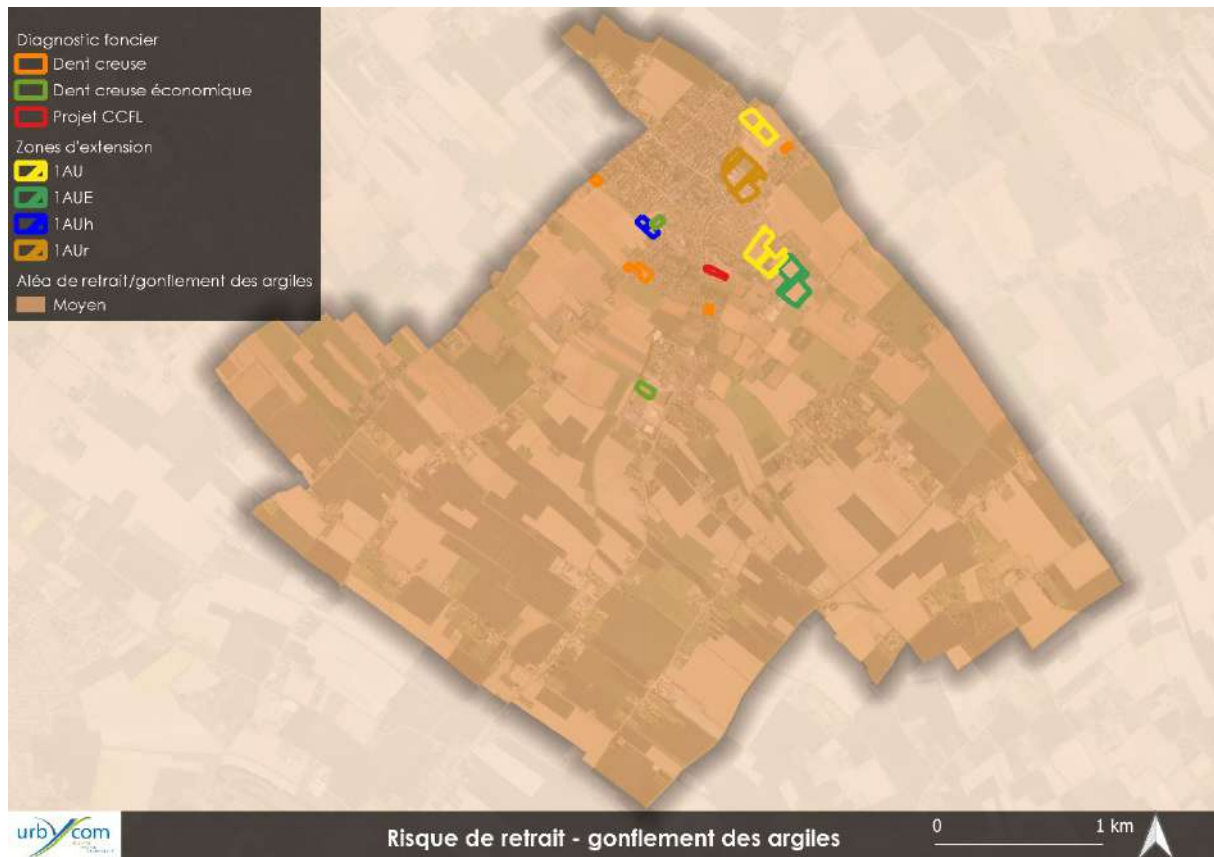 Diagnostic foncier
Dent creuse
Dent creuse économique
Projet CCFL
Zones d'extension
1AU
1AUE
1AUh
1AUr
Aléa de retrait/gonflement des argiles
Moyen
urbycom
Risque de retrait - gonflement des argiles
0 1 km